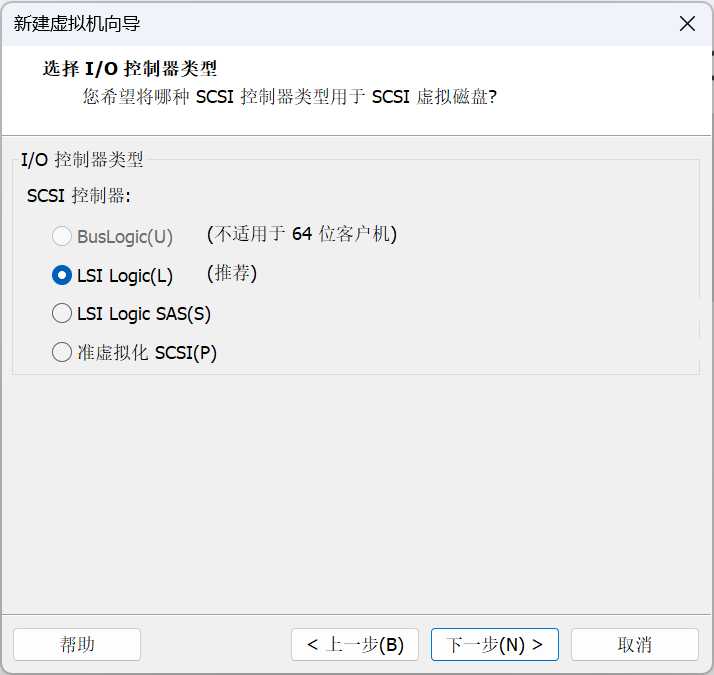 新建虚拟机向导
选择 I/O 控制器类型
您希望将哪种 SCSI 控制器类型用于 SCSI 虚拟磁盘?
I/O 控制器类型
SCSI 控制器:
BusLogic(U) (不适用于 64 位客户机)
LSI Logic(L) (推荐)
LSI Logic SAS(S)
准虚拟化 SCSI(P)
帮助 < 上一步(B) 下一步(N) > 取消